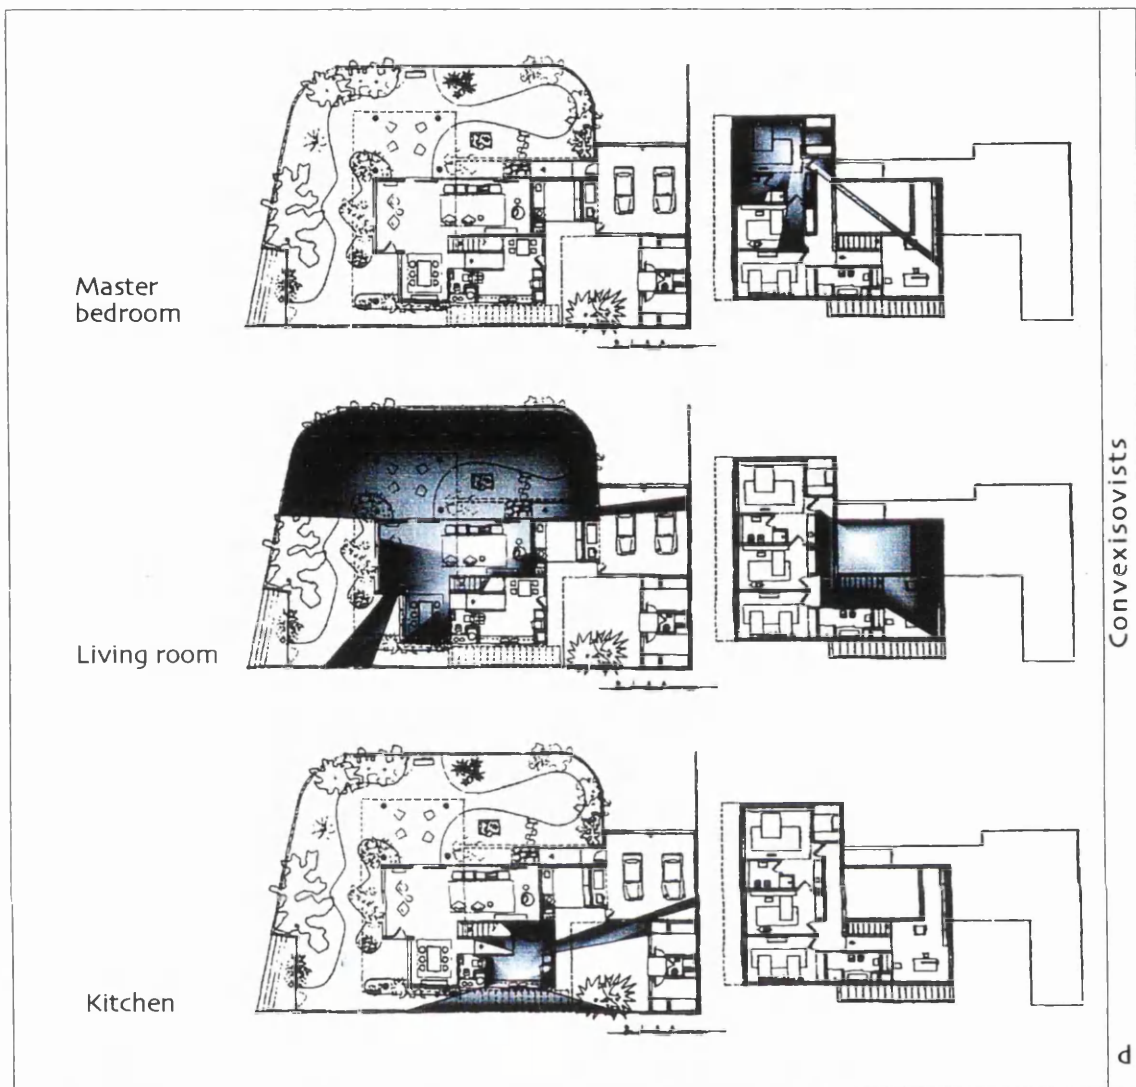 Master
bedroom
Living room
Kitchen
Convexisovists
d